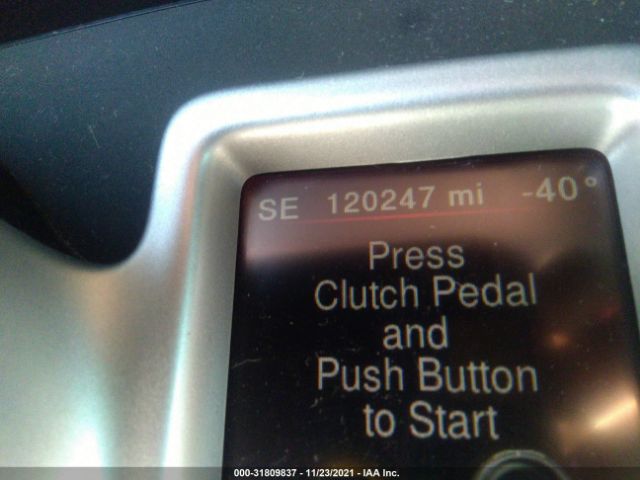 SE 120247 mi -40°
Press
Clutch Pedal
and
Push Button
to Start
000-31809837 - 11/23/2021 - IAA Inc.